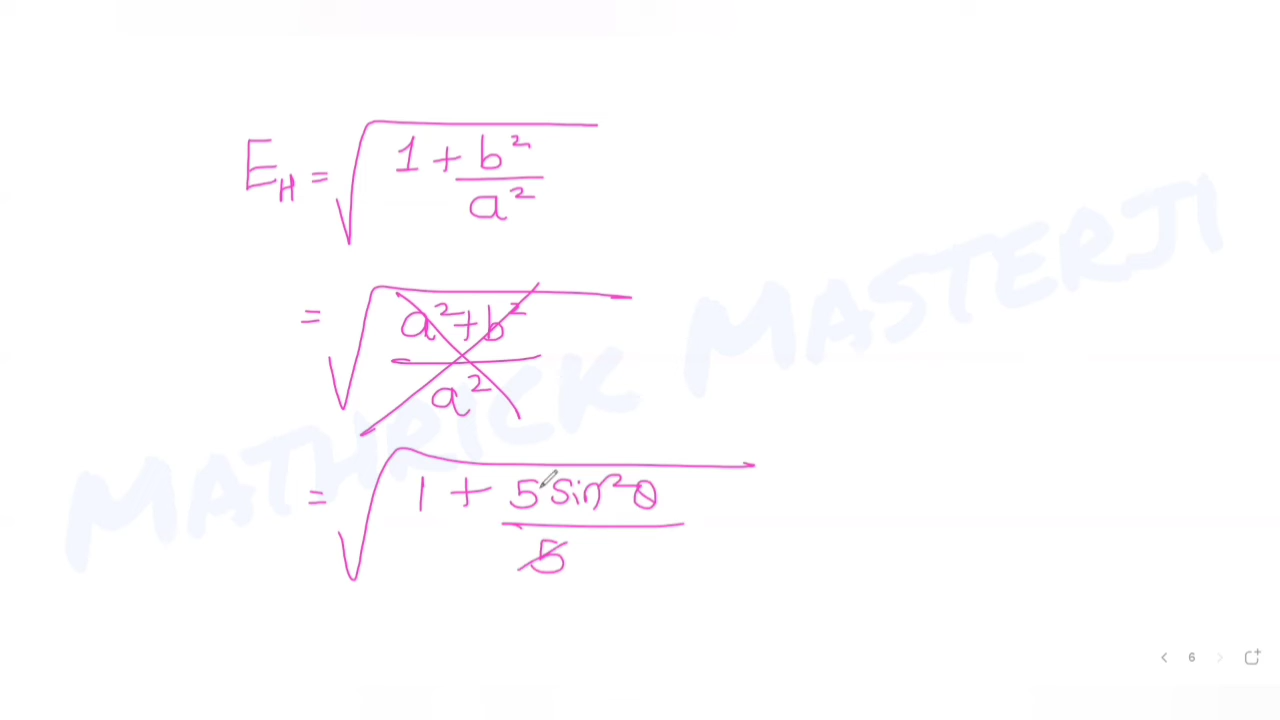 E_H = √(1 + b²/a²)
= √((a² + b²)/a²)
= √(1 + 5 sin²θ/5)
MATHRICK MASTERJI
6